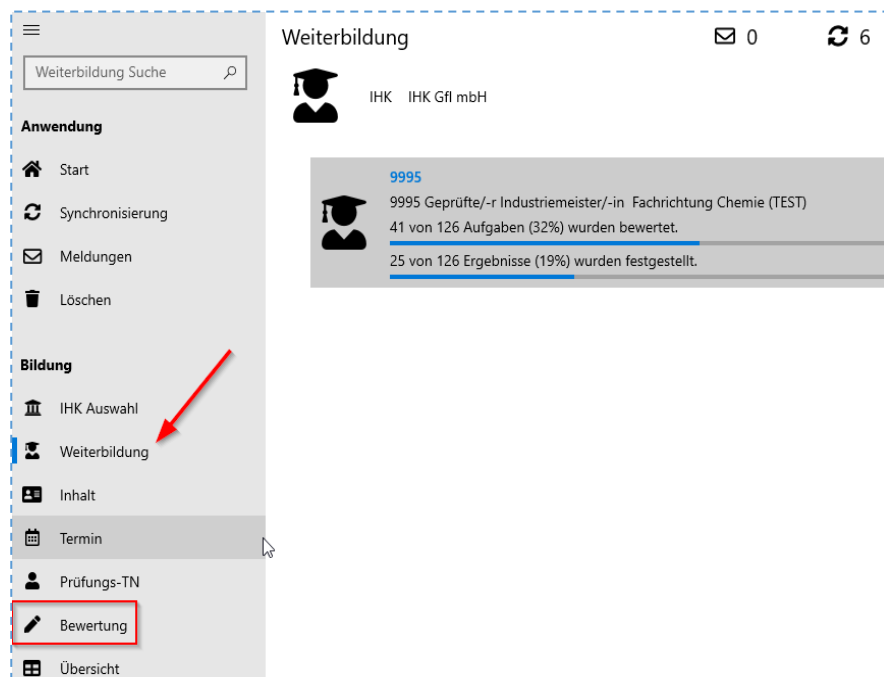 Weiterbildung Suche
Anwendung
Start
Synchronisierung
Meldungen
Löschen
Bildung
IHK Auswahl
Weiterbildung
Inhalt
Termin
Prüfungs-TN
Bewertung
Übersicht
Weiterbildung
0
6
IHK IHK GfI mbH
9995
9995 Geprüfte/-r Industriemeister/-in Fachrichtung Chemie (TEST)
41 von 126 Aufgaben (32%) wurden bewertet.
25 von 126 Ergebnisse (19%) wurden festgestellt.